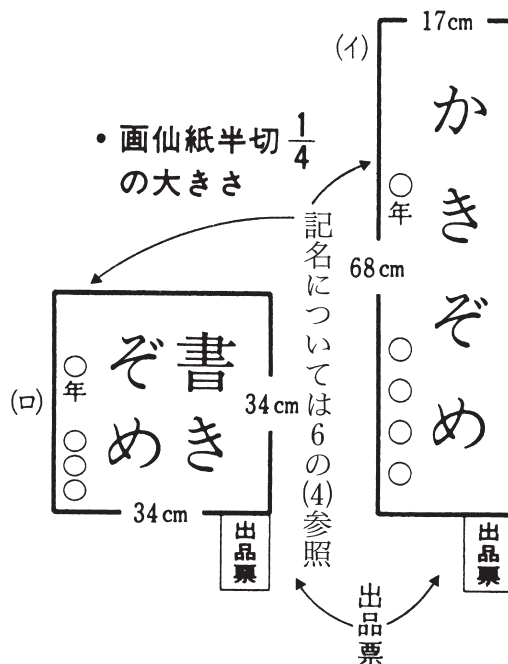 17cm
(イ)
かきぞめ
○年
○○○○
68cm
• 画仙紙半切1/4
の大きさ
記名については6の(4)参照
(ロ)
書き
ぞめ
○年
○○○
34cm
34cm
出品票
出品票
出品票